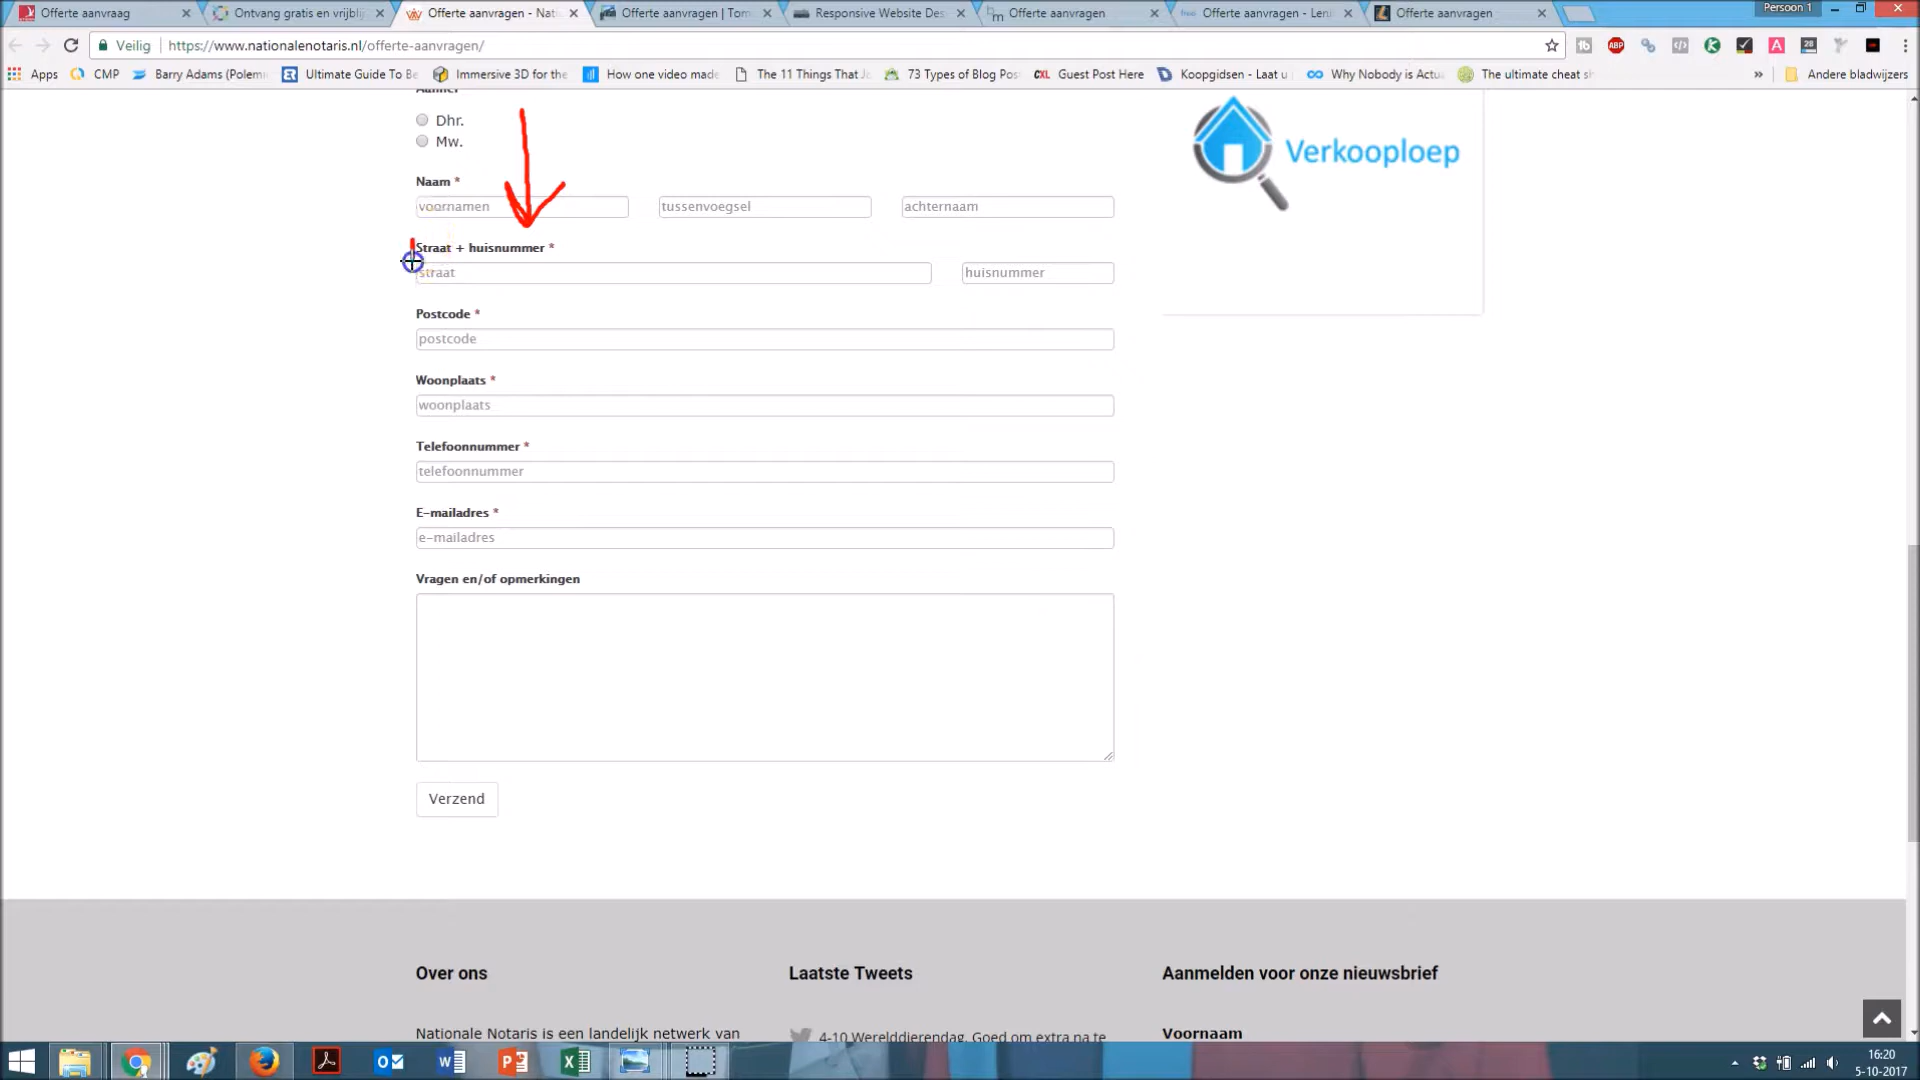 Offerte aanvraag
Ontvang gratis en vrijbli
Offerte aanvragen - Nati
Offerte aanvragen | Tom
Responsive Website Des
Offerte aanvragen
Offerte aanvragen - Leni
Offerte aanvragen
Persoon 1
Veilig
https://www.nationalenotaris.nl/offerte-aanvragen/
Apps
CMP
Barry Adams (Polemi
Ultimate Guide To Be
Immersive 3D for the
How one video made
The 11 Things That J
73 Types of Blog Pos
CXL Guest Post Here
Koopgidsen - Laat u
Why Nobody is Actu
The ultimate cheat s
» Andere bladwijzers
Aanhef
Dhr.
Mw.
Naam *
voornamen
tussenvoegsel
achternaam
Straat + huisnummer *
straat
huisnummer
Postcode *
postcode
Woonplaats *
woonplaats
Telefoonnummer *
telefoonnummer
E-mailadres *
e-mailadres
Vragen en/of opmerkingen
Verzend
Verkooploep
Over ons
Nationale Notaris is een landelijk netwerk van
Laatste Tweets
4-10 Werelddierendag. Goed om extra na te
Aanmelden voor onze nieuwsbrief
Voornaam
16:20
5-10-2017